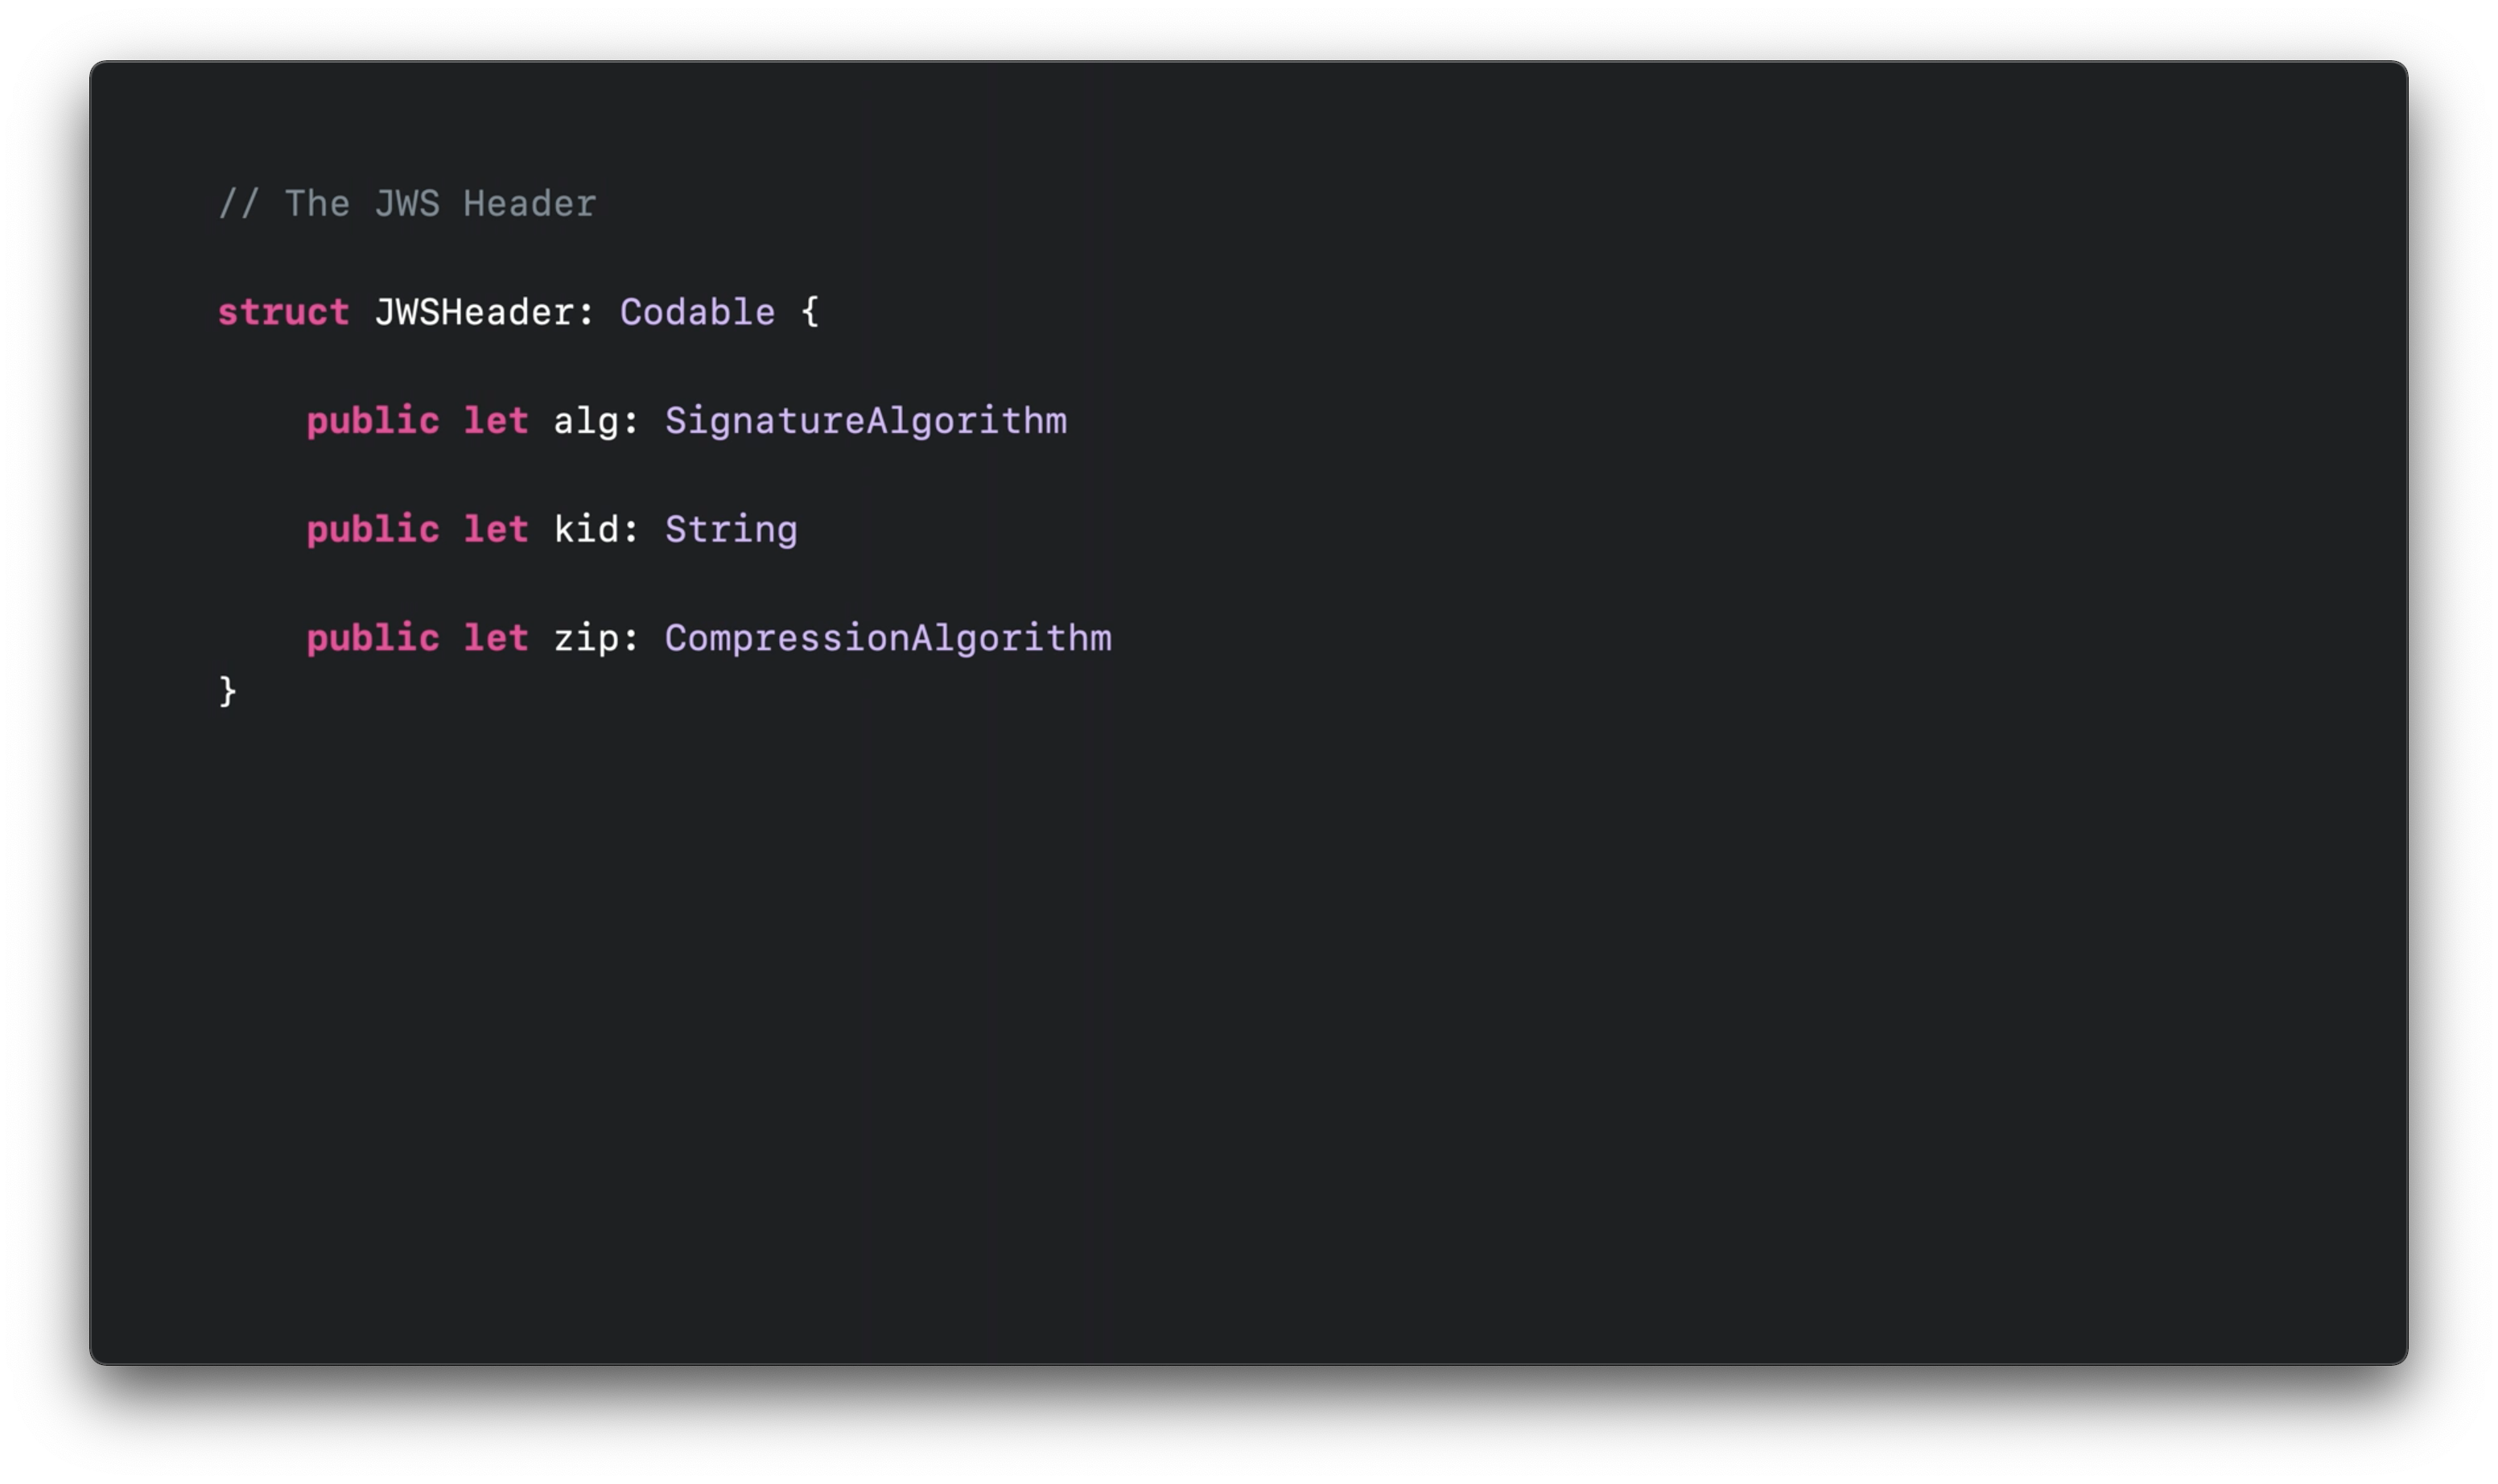 // The JWS Header
struct JWSHeader: Codable {
    public let alg: SignatureAlgorithm
    public let kid: String
    public let zip: CompressionAlgorithm
}